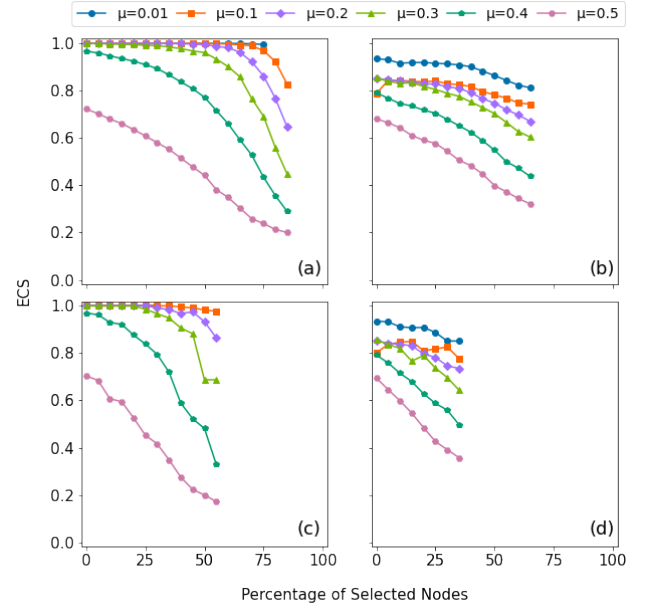 μ=0.01 μ=0.1 μ=0.2 μ=0.3 μ=0.4 μ=0.5
1.0
0.8
0.6
0.4
0.2
0.0
(a)
(b)
ECS
1.0
0.8
0.6
0.4
0.2
0.0
(c)
(d)
0 25 50 75 100
0 25 50 75 100
Percentage of Selected Nodes